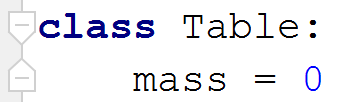 class Table:
    mass = 0